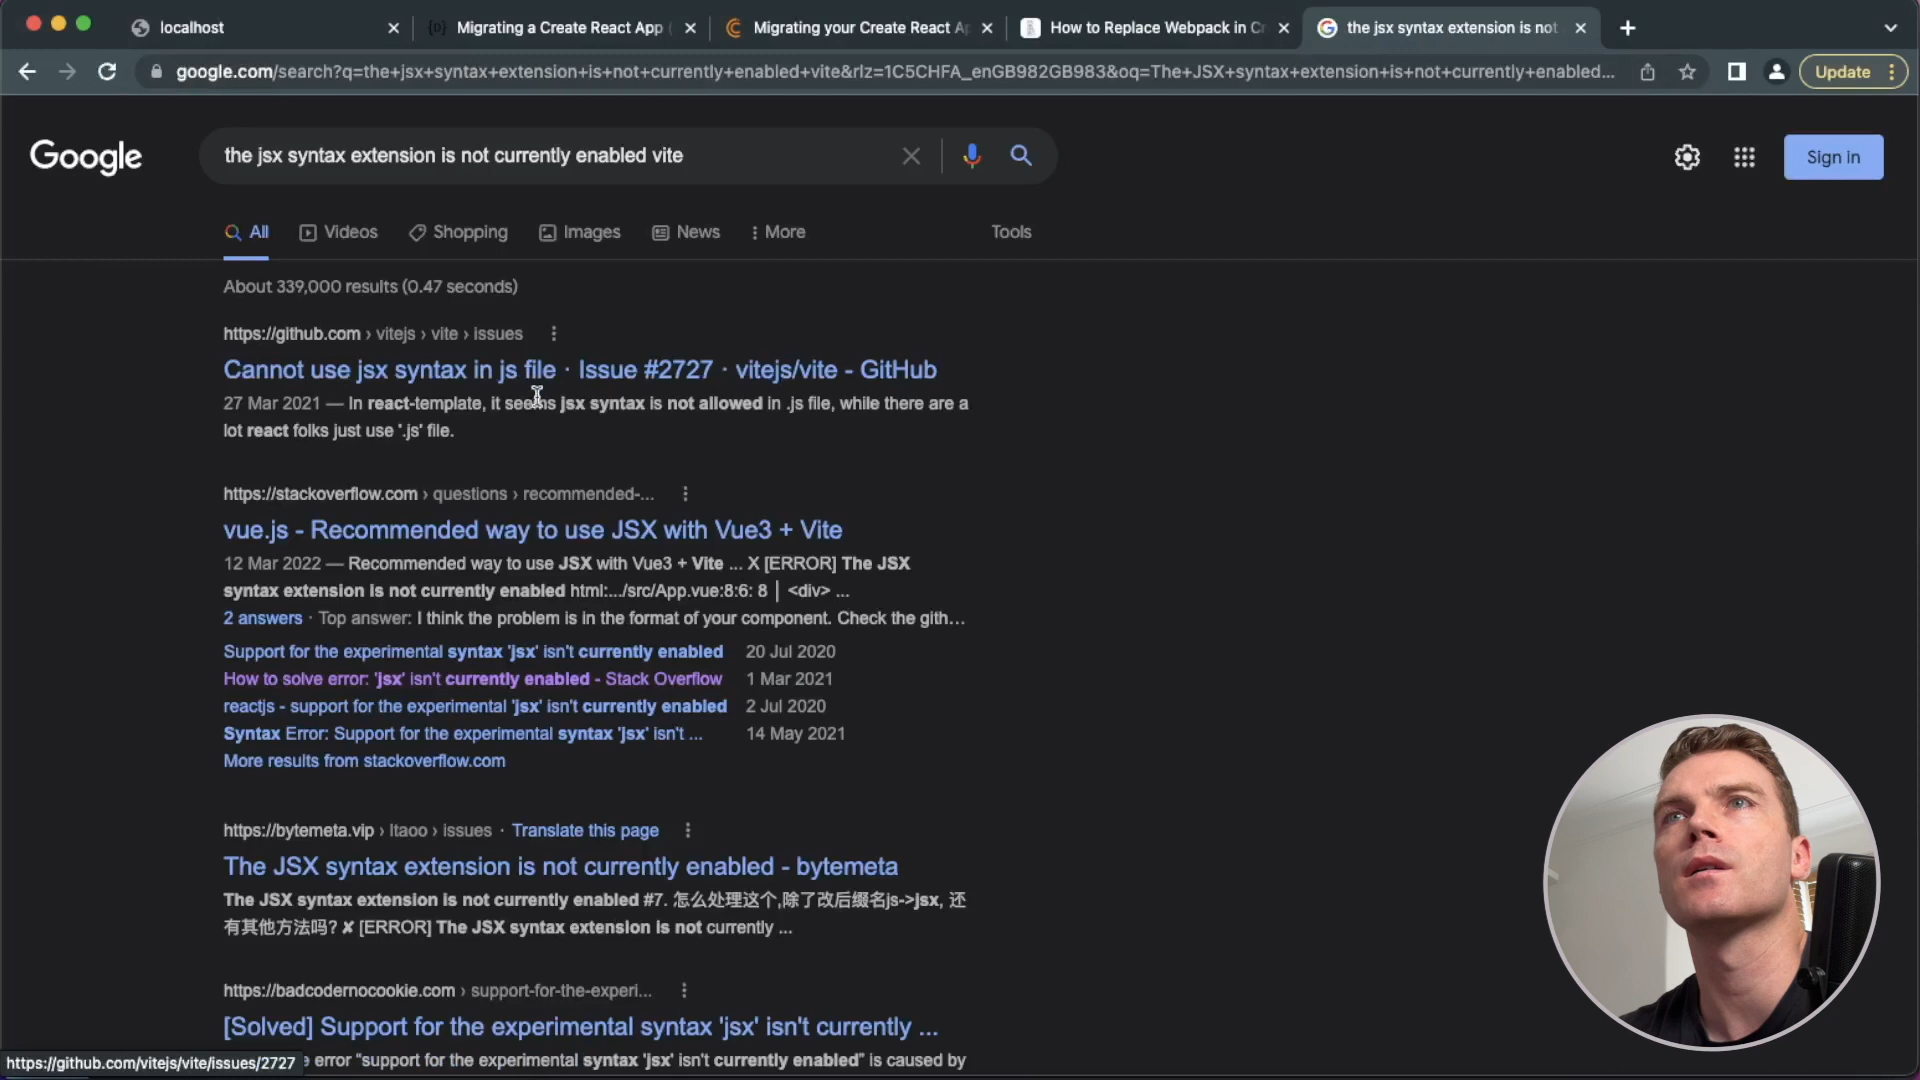 localhost
Migrating a Create React App (
Migrating your Create React Ap
How to Replace Webpack in Cr
the jsx syntax extension is not
google.com/search?q=the+jsx+syntax+extension+is+not+currently+enabled+vite&rlz=1C5CHFA_enGB982GB983&oq=The+JSX+syntax+extension+is+not+currently+enabled...
Update
Google
the jsx syntax extension is not currently enabled vite
Sign in
All
Videos
Shopping
Images
News
More
Tools
About 339,000 results (0.47 seconds)
https://github.com › vitejs › vite › issues
Cannot use jsx syntax in js file · Issue #2727 · vitejs/vite - GitHub
27 Mar 2021 — In react-template, it seems jsx syntax is not allowed in .js file, while there are a
lot react folks just use '.js' file.
https://stackoverflow.com › questions › recommended-...
vue.js - Recommended way to use JSX with Vue3 + Vite
12 Mar 2022 — Recommended way to use JSX with Vue3 + Vite ... X [ERROR] The JSX
syntax extension is not currently enabled html:.../src/App.vue:8:6: 8 │ <div> ...
2 answers · Top answer: I think the problem is in the format of your component. Check the gith...
Support for the experimental syntax 'jsx' isn't currently enabled 20 Jul 2020
How to solve error: 'jsx' isn't currently enabled - Stack Overflow 1 Mar 2021
reactjs - support for the experimental 'jsx' isn't currently enabled 2 Jul 2020
Syntax Error: Support for the experimental syntax 'jsx' isn't ... 14 May 2021
More results from stackoverflow.com
https://bytemeta.vip › ltaoo › issues · Translate this page
The JSX syntax extension is not currently enabled - bytemeta
The JSX syntax extension is not currently enabled #7. 怎么处理这个,除了改后缀名js->jsx, 还
有其他方法吗? ✘ [ERROR] The JSX syntax extension is not currently ...
https://badcodernocookie.com › support-for-the-experi...
[Solved] Support for the experimental syntax 'jsx' isn't currently ...
error “support for the experimental syntax 'jsx' isn't currently enabled” is caused by
https://github.com/vitejs/vite/issues/2727